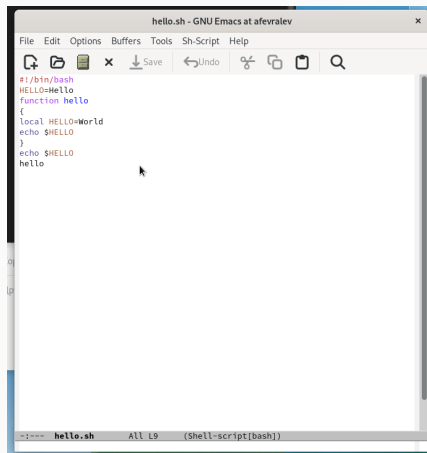 hello.sh - GNU Emacs at afevralev
File Edit Options Buffers Tools Sh-Script Help
Save Undo
#!/bin/bash
HELLO=Hello
function hello
{
local HELLO=World
echo $HELLO
}
echo $HELLO
hello
-:--- hello.sh All L9 (Shell-script[bash])